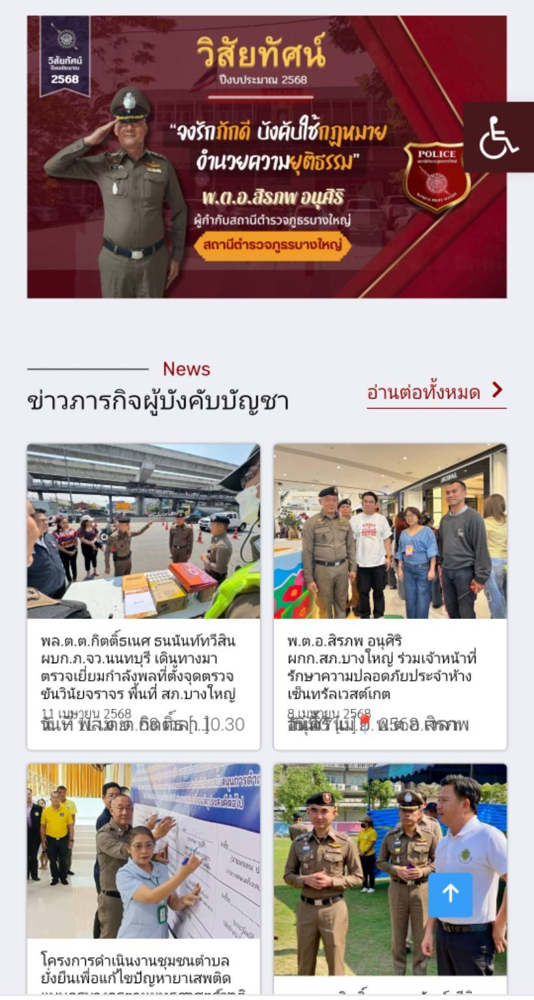 วิสัยทัศน์
ปีงบประมาณ
2568
วิสัยทัศน์
ปีงบประมาณ 2568
“จงรักภักดี บังคับใช้กฎหมาย
อำนวยความยุติธรรม”
พ.ต.อ.สิรภพ อนุศิริ
ผู้กำกับสถานีตำรวจภูธรบางใหญ่
สถานีตำรวจภูธรบางใหญ่
POLICE
News
ข่าวภารกิจผู้บังคับบัญชา
อ่านต่อทั้งหมด
JASPAL
พล.ต.ต.กิตติ์ธเนศ ธนนันท์ทวีสิน
ผบก.ภ.จว.นนทบุรี เดินทางมา
ตรวจเยี่ยมกำลังพลที่ตั้งจุดตรวจ
ขันวินัยจราจร พื้นที่ สภ.บางใหญ่
11 เมษายน 2568
พ.ต.อ.สิรภพ อนุศิริ
ผกก.สภ.บางใหญ่ ร่วมเจ้าหน้าที่
รักษาความปลอดภัยประจำห้าง
เซ็นทรัลเวสต์เกต
8 เมษายน 2568
โครงการดำเนินงานชุมชนตำบล
ยั่งยืนเพื่อแก้ไขปัญหายาเสพติด